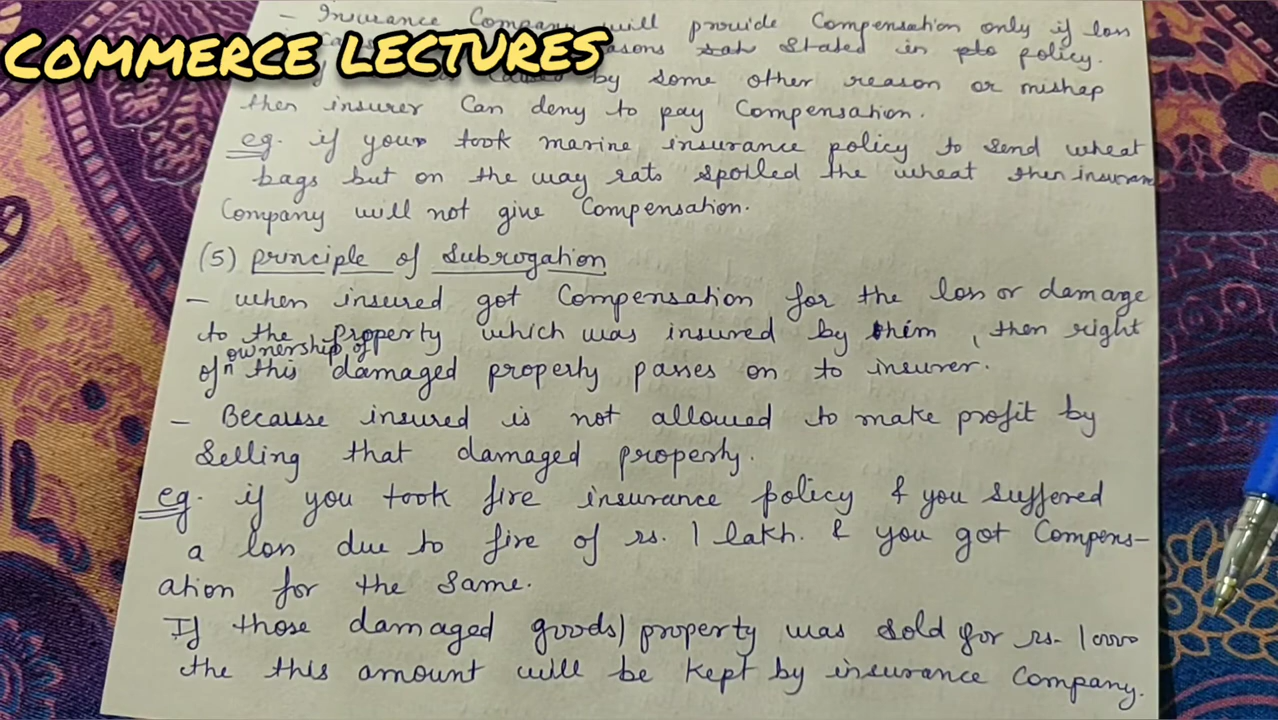 COMMERCE LECTURES
- Insurance Company will provide Compensation only if loss
reasons stated in policy.
by some other reason or mishap
then insurer Can deny to pay Compensation.
eg. if your took marine insurance policy to send wheat
bags but on the way rats spoiled the wheat then insuran
Company will not give Compensation.
(5) principle of Subrogation
- when insured got Compensation for the loss or damage
to the property which was insured by him, then right
ownership of
of this damaged property passes on to insurer.
- Because insured is not allowed to make profit by
Selling that damaged property.
eg. if you took fire insurance policy & you suffered
a loss due to fire of rs. 1 lakh. & you got Compens-
ation for the same.
If those damaged goods/property was sold for rs. 10000
the this amount will be kept by insurance Company.